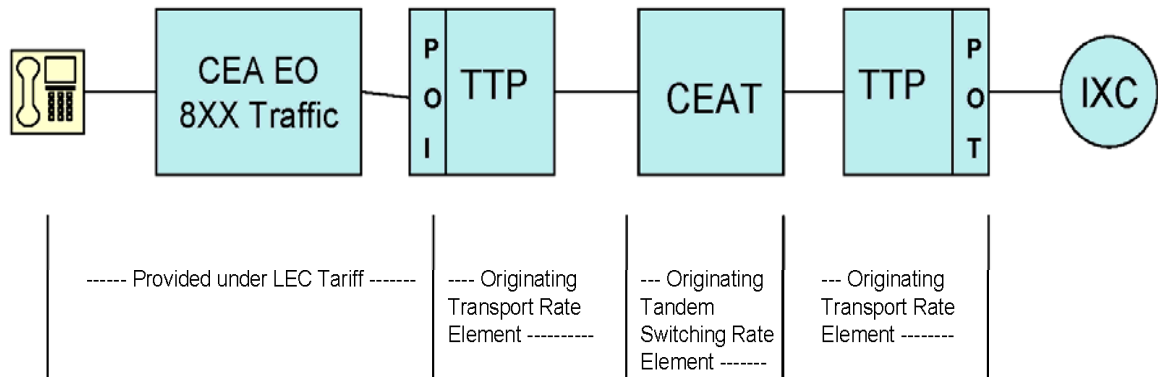 CEA EO
8XX Traffic
P
O
I
TTP
CEAT
TTP
P
O
T
IXC
------ Provided under LEC Tariff -------
---- Originating
Transport Rate
Element ----------
--- Originating
Tandem
Switching Rate
Element -------
--- Originating
Transport Rate
Element --------